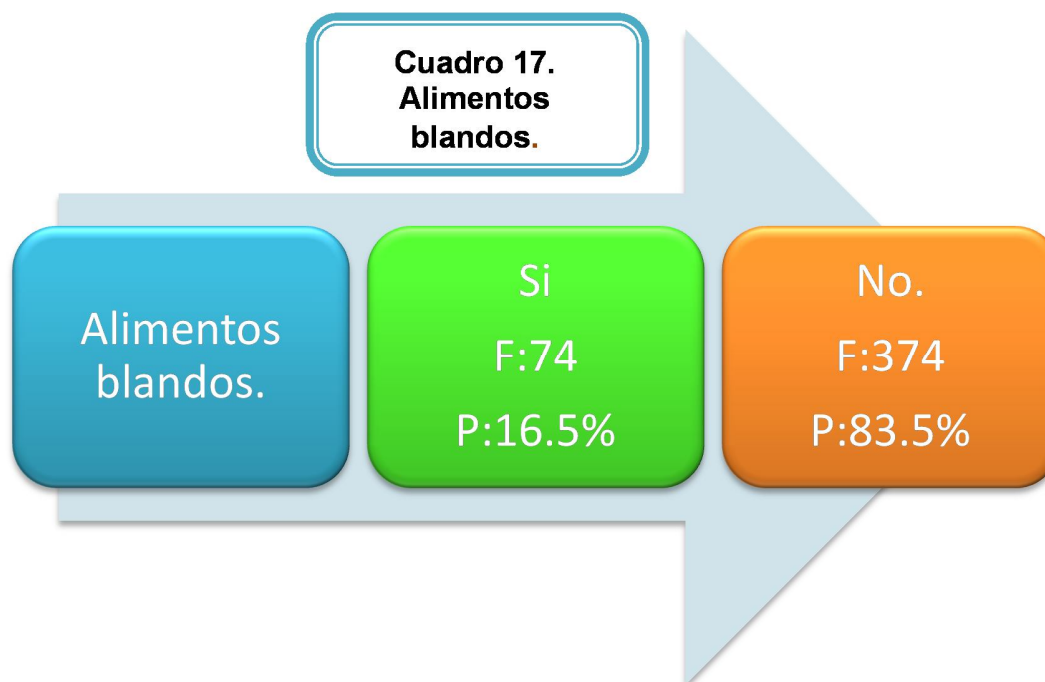 Cuadro 17.
Alimentos
blandos.
Alimentos
blandos.
Si
F:74
P:16.5%
No.
F:374
P:83.5%